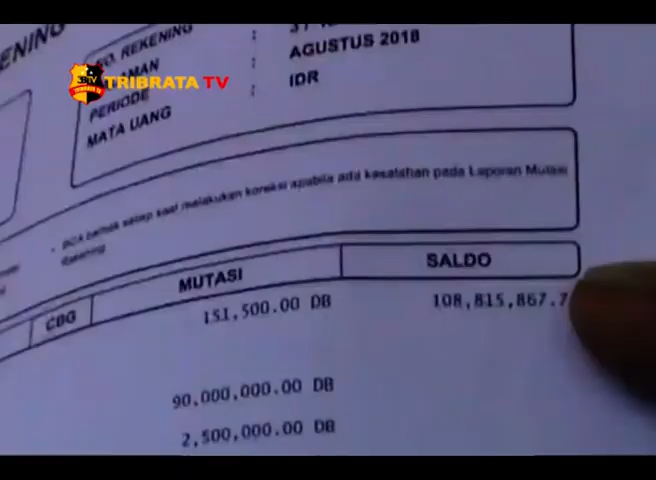 REKENING
NO. REKENING :
HALAMAN :
PERIODE : AGUSTUS 2018
MATA UANG : IDR
TRIBRATA TV
BCA berhak setiap saat melakukan koreksi apabila ada kesalahan pada Laporan Mutasi
Rekening
CBG MUTASI SALDO
151,500.00 DB 108,815,867.7
90,000,000.00 DB
2,500,000.00 DB